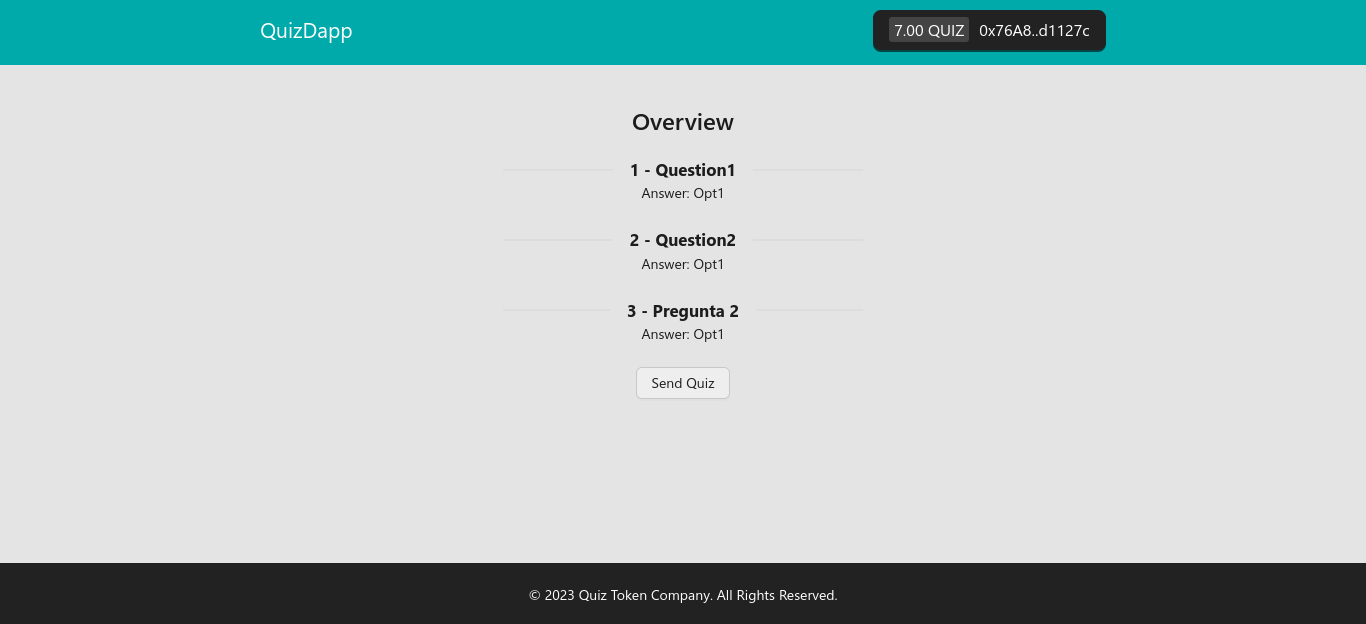 QuizDapp
7.00 QUIZ 0x76A8..d1127c
Overview
1 - Question1
Answer: Opt1
2 - Question2
Answer: Opt1
3 - Pregunta 2
Answer: Opt1
Send Quiz
© 2023 Quiz Token Company. All Rights Reserved.